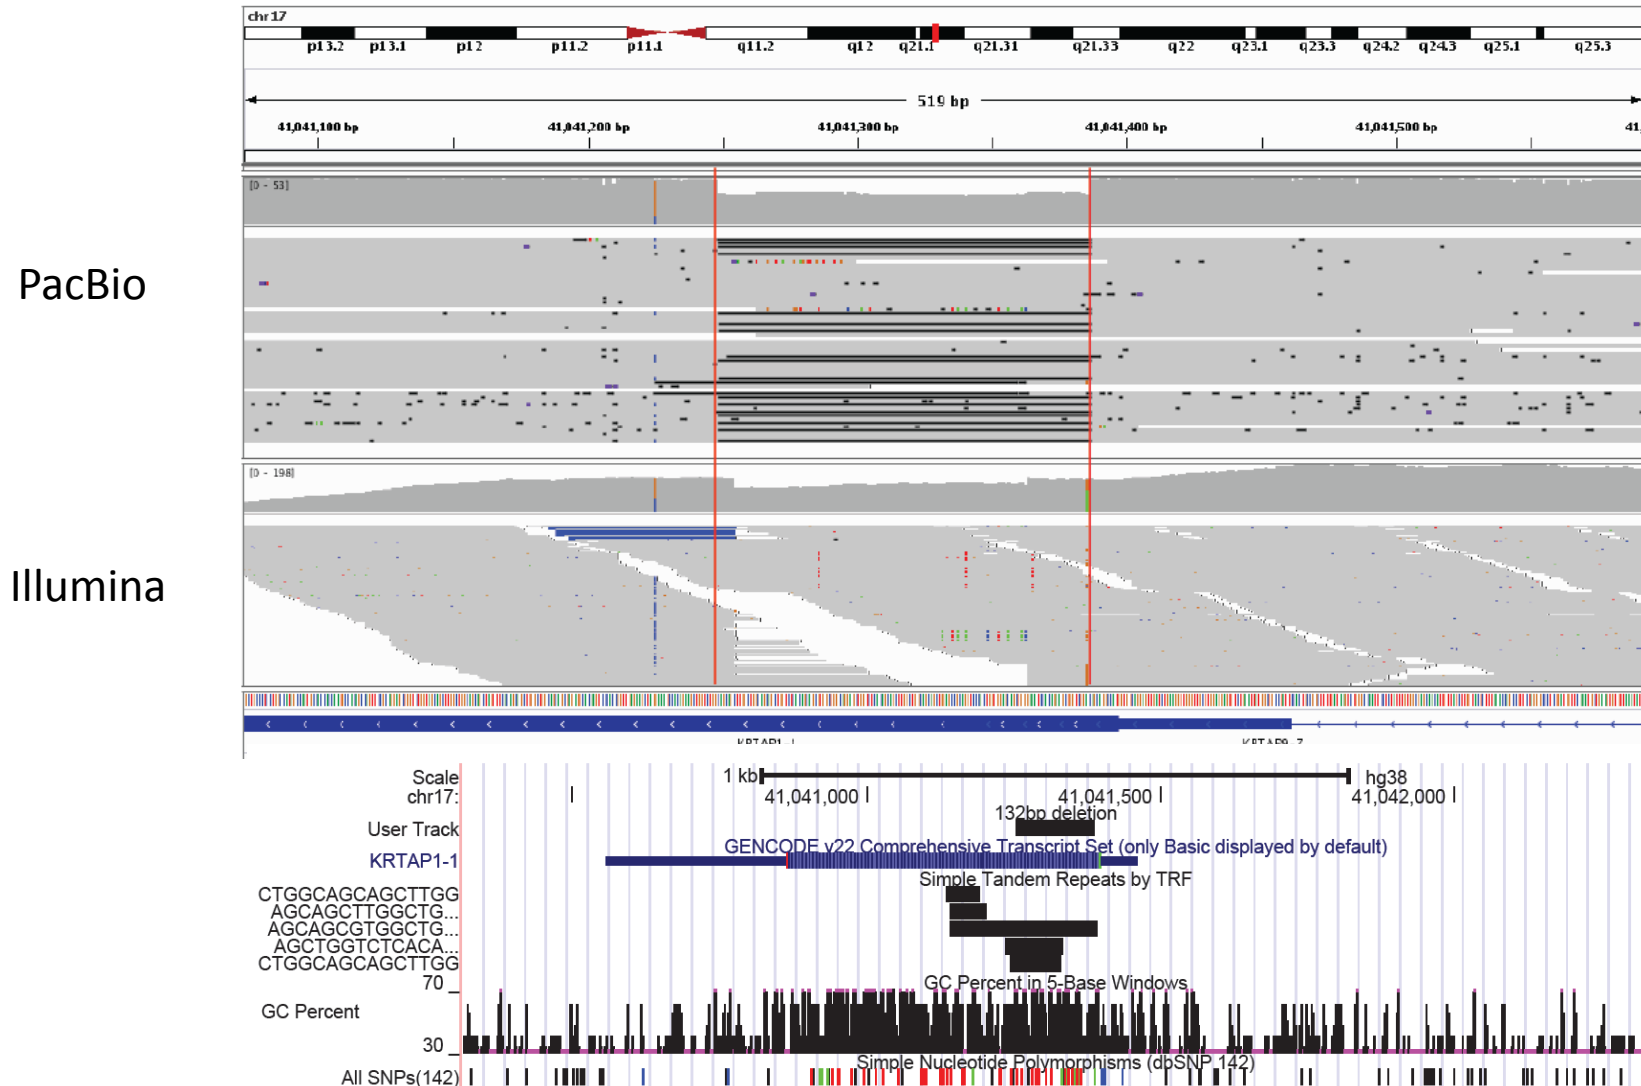 chr17
p13.2 p13.1 p12 p11.2 p11.1 q11.2 q12 q21.1 q21.31 q21.33 q22 q23.1 q23.3 q24.2 q24.3 q25.1 q25.3
519 bp
41,041,100 bp 41,041,200 bp 41,041,300 bp 41,041,400 bp 41,041,500 bp 41,
[0 - 53]
PacBio
[0 - 198]
Illumina
KRTAP1-1 KRTAP9-7
Scale 1 kb hg38
chr17: 41,041,000 41,041,500 41,042,000
132bp deletion
User Track
GENCODE v22 Comprehensive Transcript Set (only Basic displayed by default)
KRTAP1-1
Simple Tandem Repeats by TRF
CTGGCAGCAGCTTGG
AGCAGCTTGGCTG...
AGCAGCGTGGCTG...
AGCTGGTCTCACA...
CTGGCAGCAGCTTGG
GC Percent in 5-Base Windows
70
GC Percent
30
Simple Nucleotide Polymorphisms (dbSNP 142)
All SNPs(142)